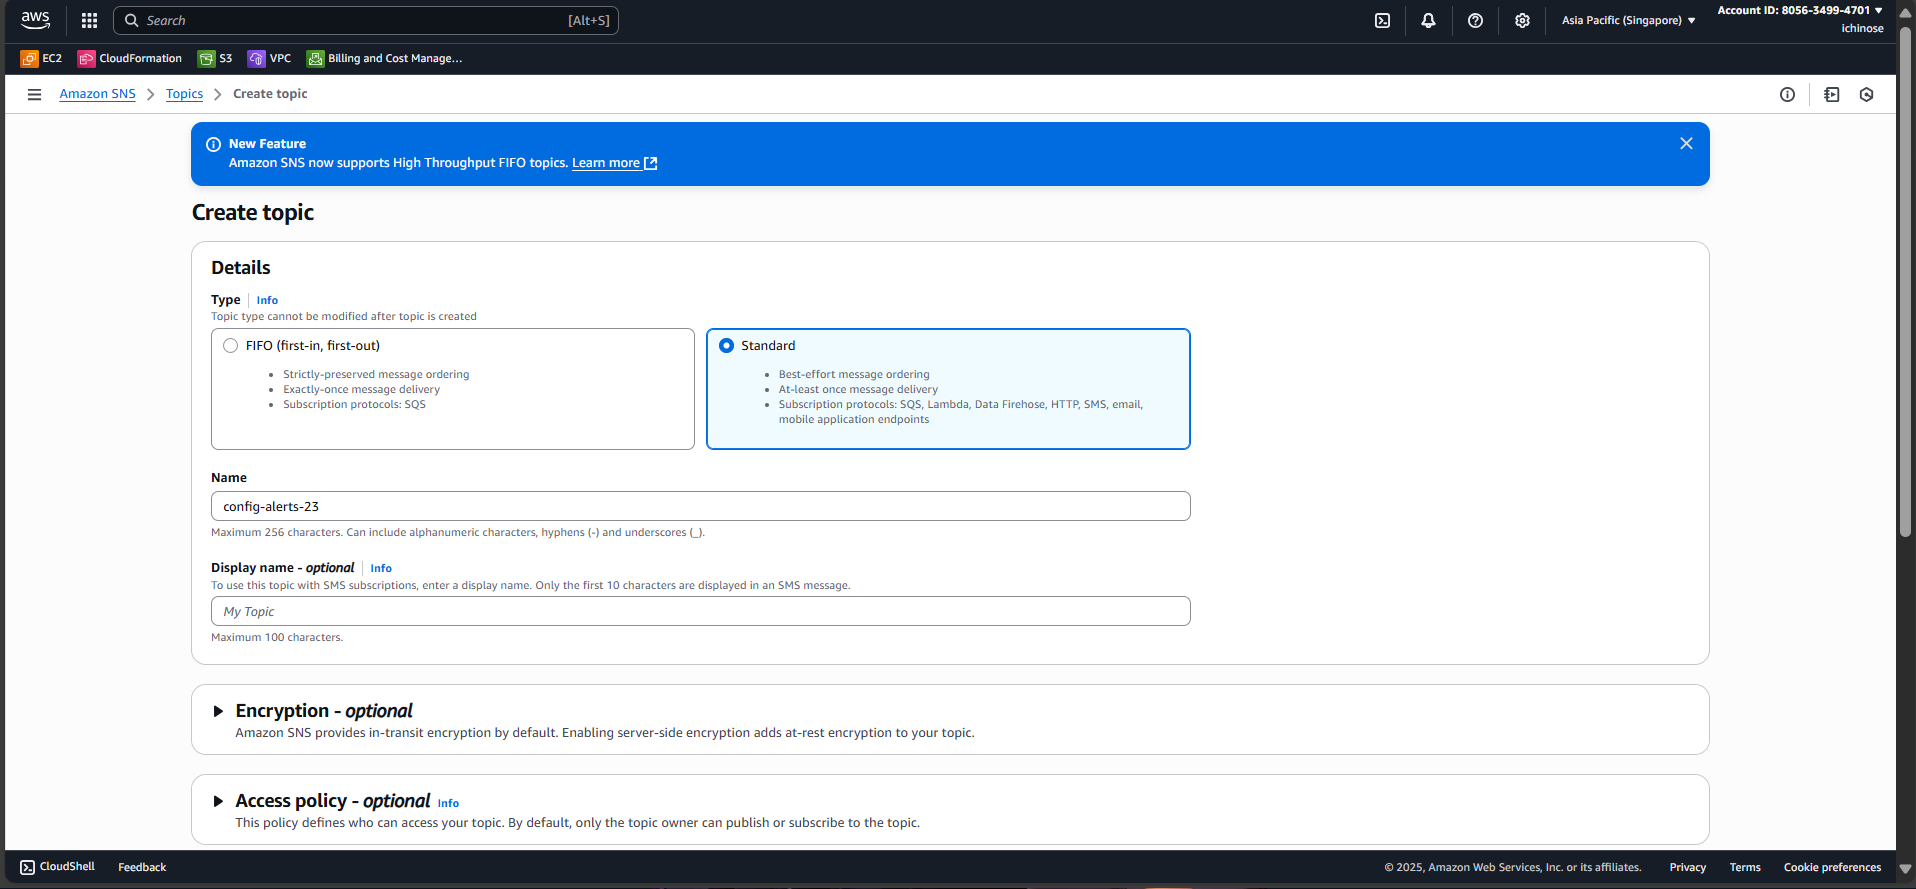 aws
Search [Alt+S]
Asia Pacific (Singapore)
Account ID: 8056-3499-4701
ichinose
EC2 CloudFormation S3 VPC Billing and Cost Manage...
Amazon SNS Topics Create topic
New Feature
Amazon SNS now supports High Throughput FIFO topics. Learn more
Create topic
Details
Type Info
Topic type cannot be modified after topic is created
FIFO (first-in, first-out)
Strictly-preserved message ordering
Exactly-once message delivery
Subscription protocols: SQS
Standard
Best-effort message ordering
At-least once message delivery
Subscription protocols: SQS, Lambda, Data Firehose, HTTP, SMS, email,
mobile application endpoints
Name
config-alerts-23
Maximum 256 characters. Can include alphanumeric characters, hyphens (-) and underscores (_).
Display name - optional Info
To use this topic with SMS subscriptions, enter a display name. Only the first 10 characters are displayed in an SMS message.
My Topic
Maximum 100 characters.
Encryption - optional
Amazon SNS provides in-transit encryption by default. Enabling server-side encryption adds at-rest encryption to your topic.
Access policy - optional Info
This policy defines who can access your topic. By default, only the topic owner can publish or subscribe to the topic.
CloudShell Feedback © 2025, Amazon Web Services, Inc. or its affiliates. Privacy Terms Cookie preferences